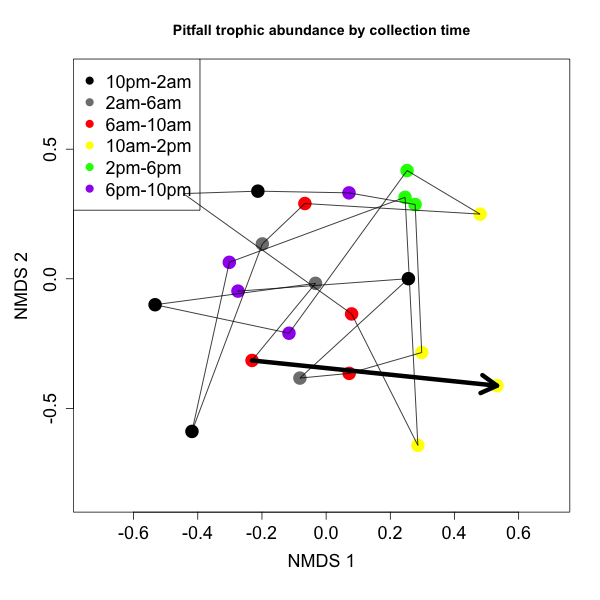 Pitfall trophic abundance by collection time
10pm-2am
2am-6am
6am-10am
10am-2pm
2pm-6pm
6pm-10pm
0.5
0.0
-0.5
NMDS 2
-0.6
-0.4
-0.2
0.0
0.2
0.4
0.6
NMDS 1